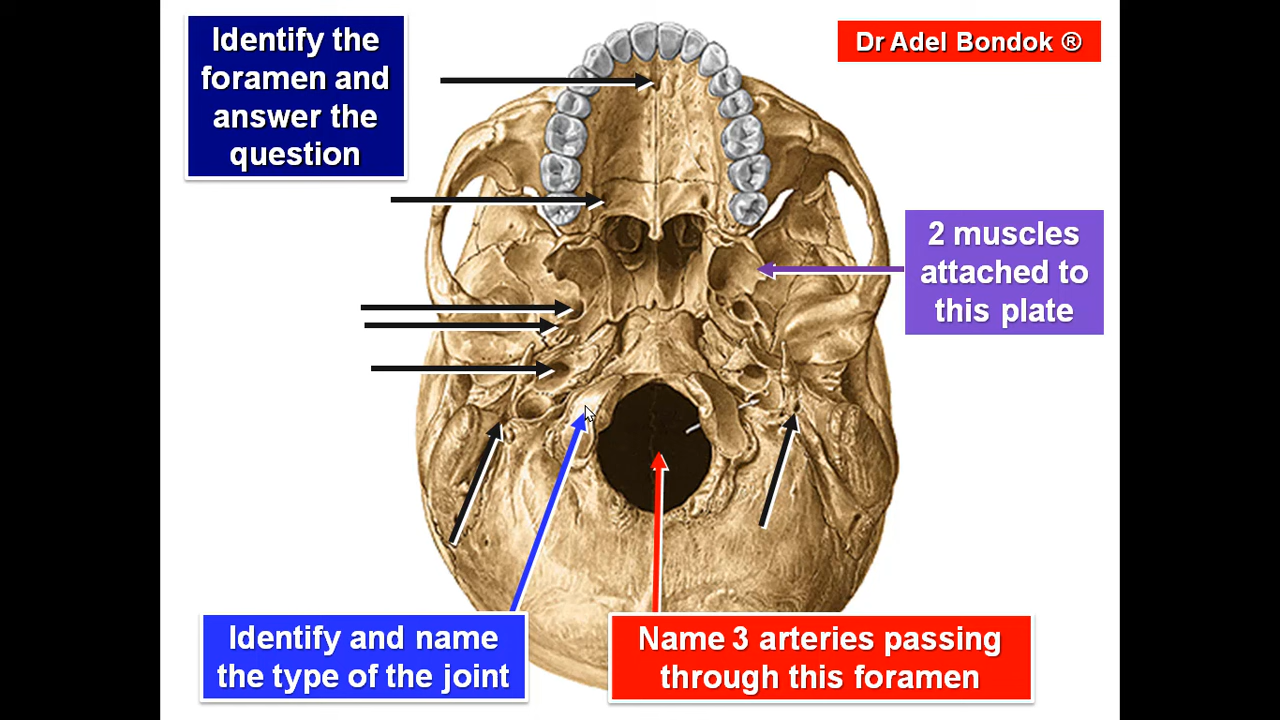 Identify the
foramen and
answer the
question
Dr Adel Bondok ®
2 muscles
attached to
this plate
Identify and name
the type of the joint
Name 3 arteries passing
through this foramen